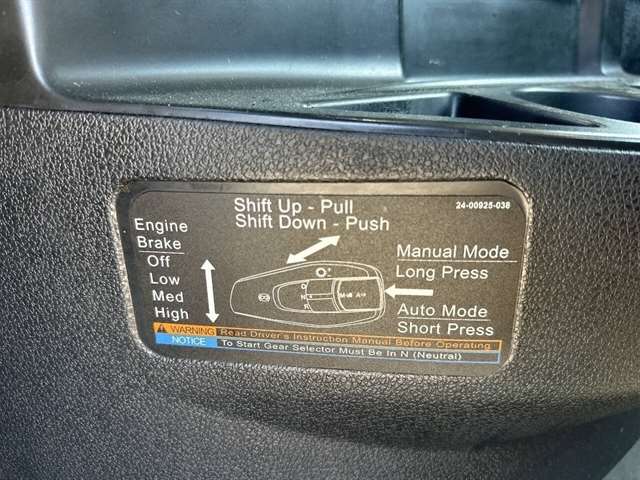 Shift Up - Pull
Shift Down - Push
24-00925-038
Engine
Brake
Off
Low
Med
High
Manual Mode
Long Press
Auto Mode
Short Press
D
N
R
WARNING Read Driver's Instruction Manual Before Operating
NOTICE To Start Gear Selector Must Be In N (Neutral)